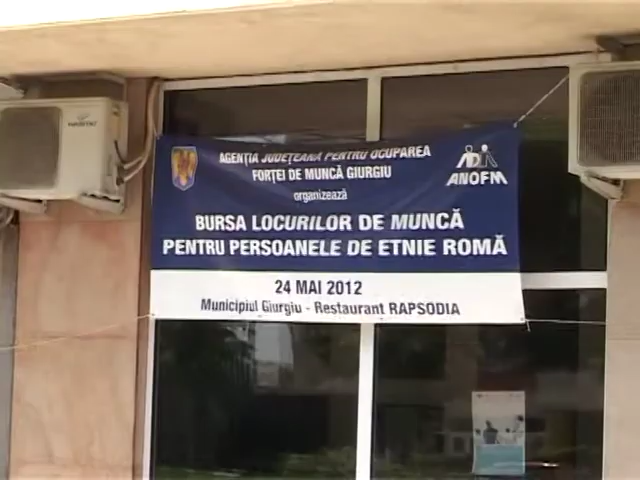 AGENȚIA JUDEȚEANĂ PENTRU OCUPAREA
FORȚEI DE MUNCĂ GIURGIU
organizează
ANOFM
BURSA LOCURILOR DE MUNCĂ
PENTRU PERSOANELE DE ETNIE ROMĂ
24 MAI 2012
Municipiul Giurgiu - Restaurant RAPSODIA